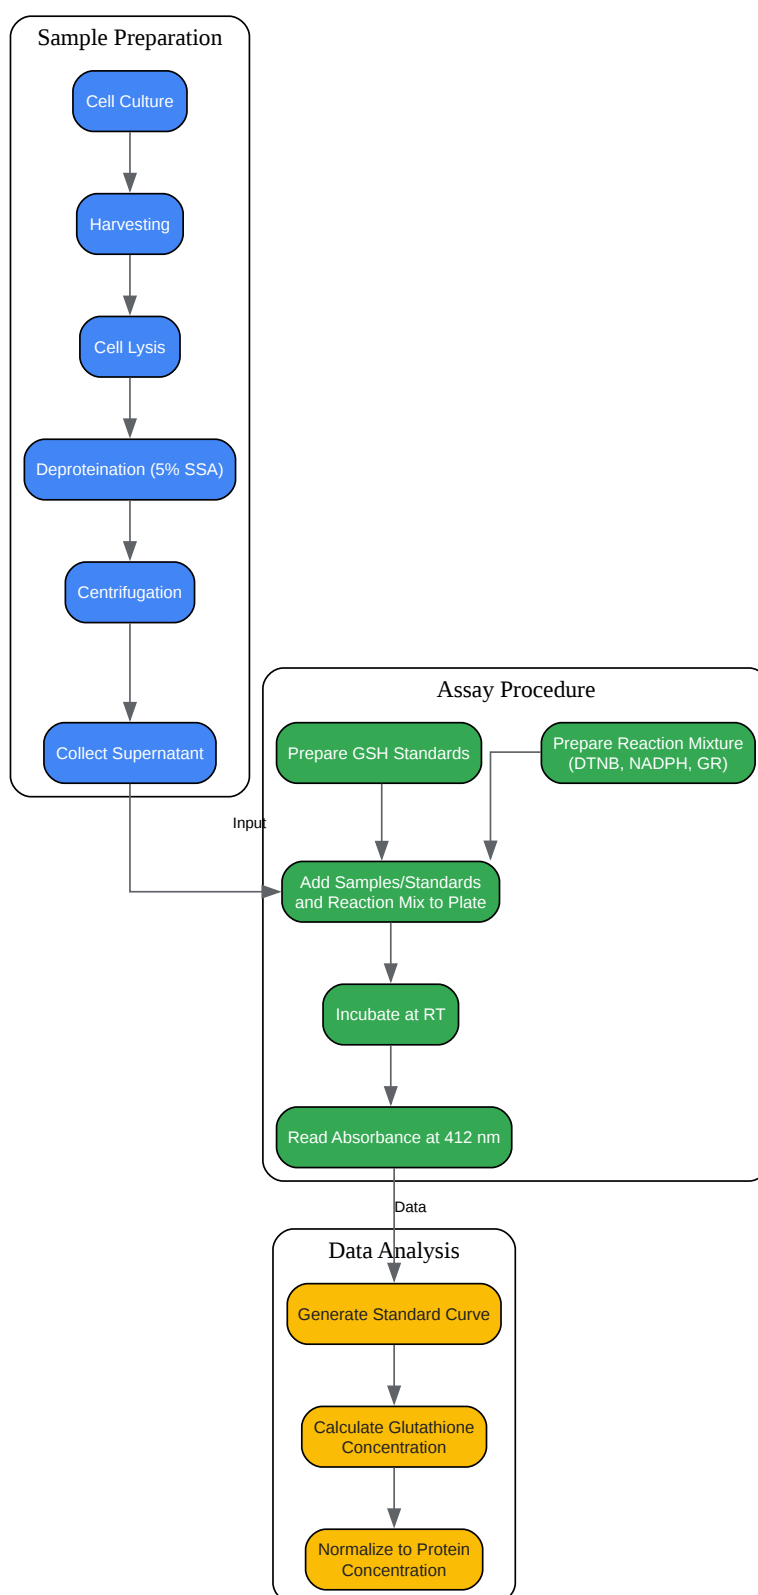 Sample Preparation
Cell Culture
Harvesting
Cell Lysis
Deproteination (5% SSA)
Centrifugation
Collect Supernatant
Input
Assay Procedure
Prepare GSH Standards
Prepare Reaction Mixture
(DTNB, NADPH, GR)
Add Samples/Standards
and Reaction Mix to Plate
Incubate at RT
Read Absorbance at 412 nm
Data
Data Analysis
Generate Standard Curve
Calculate Glutathione
Concentration
Normalize to Protein
Concentration